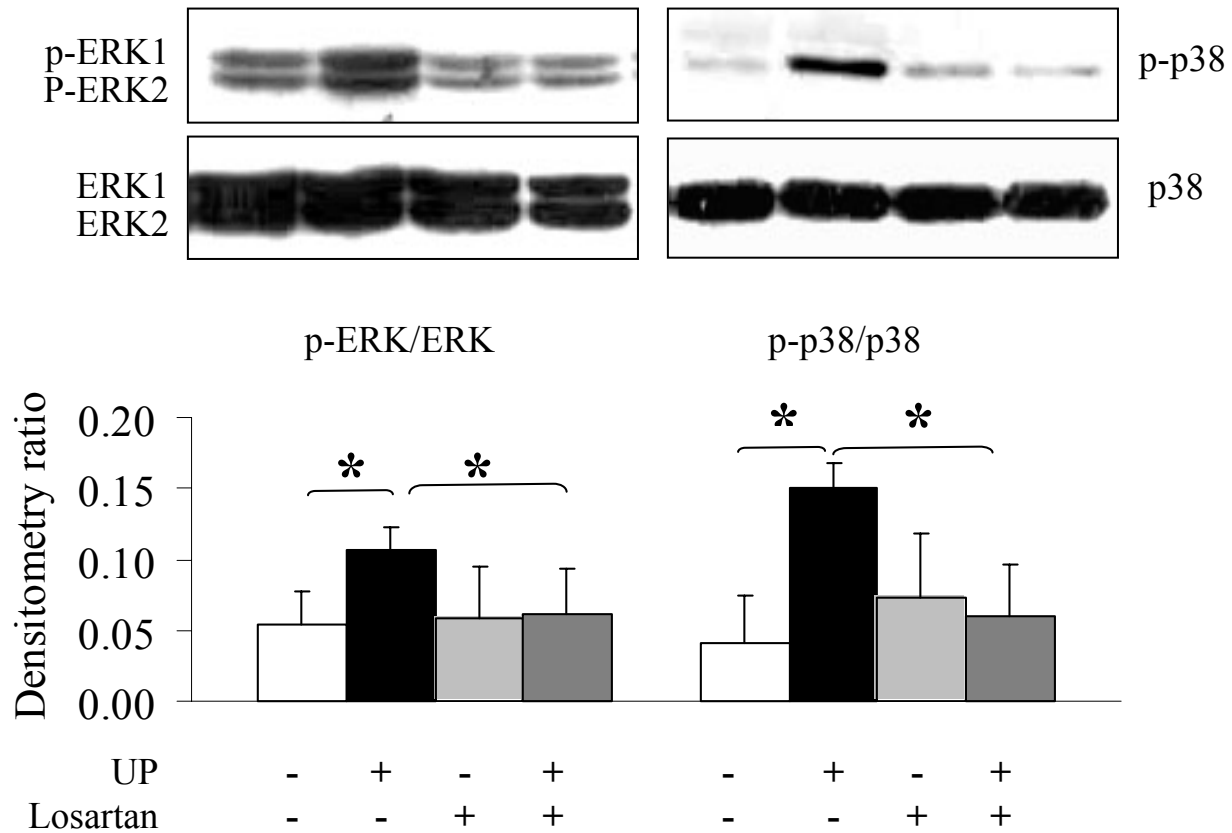 p-ERK1
P-ERK2
p-p38
ERK1
ERK2
p38
p-ERK/ERK
p-p38/p38
Densitometry ratio
0.20
0.15
0.10
0.05
0.00
* * * *
UP - + - + - + - +
Losartan - - + + - - + +